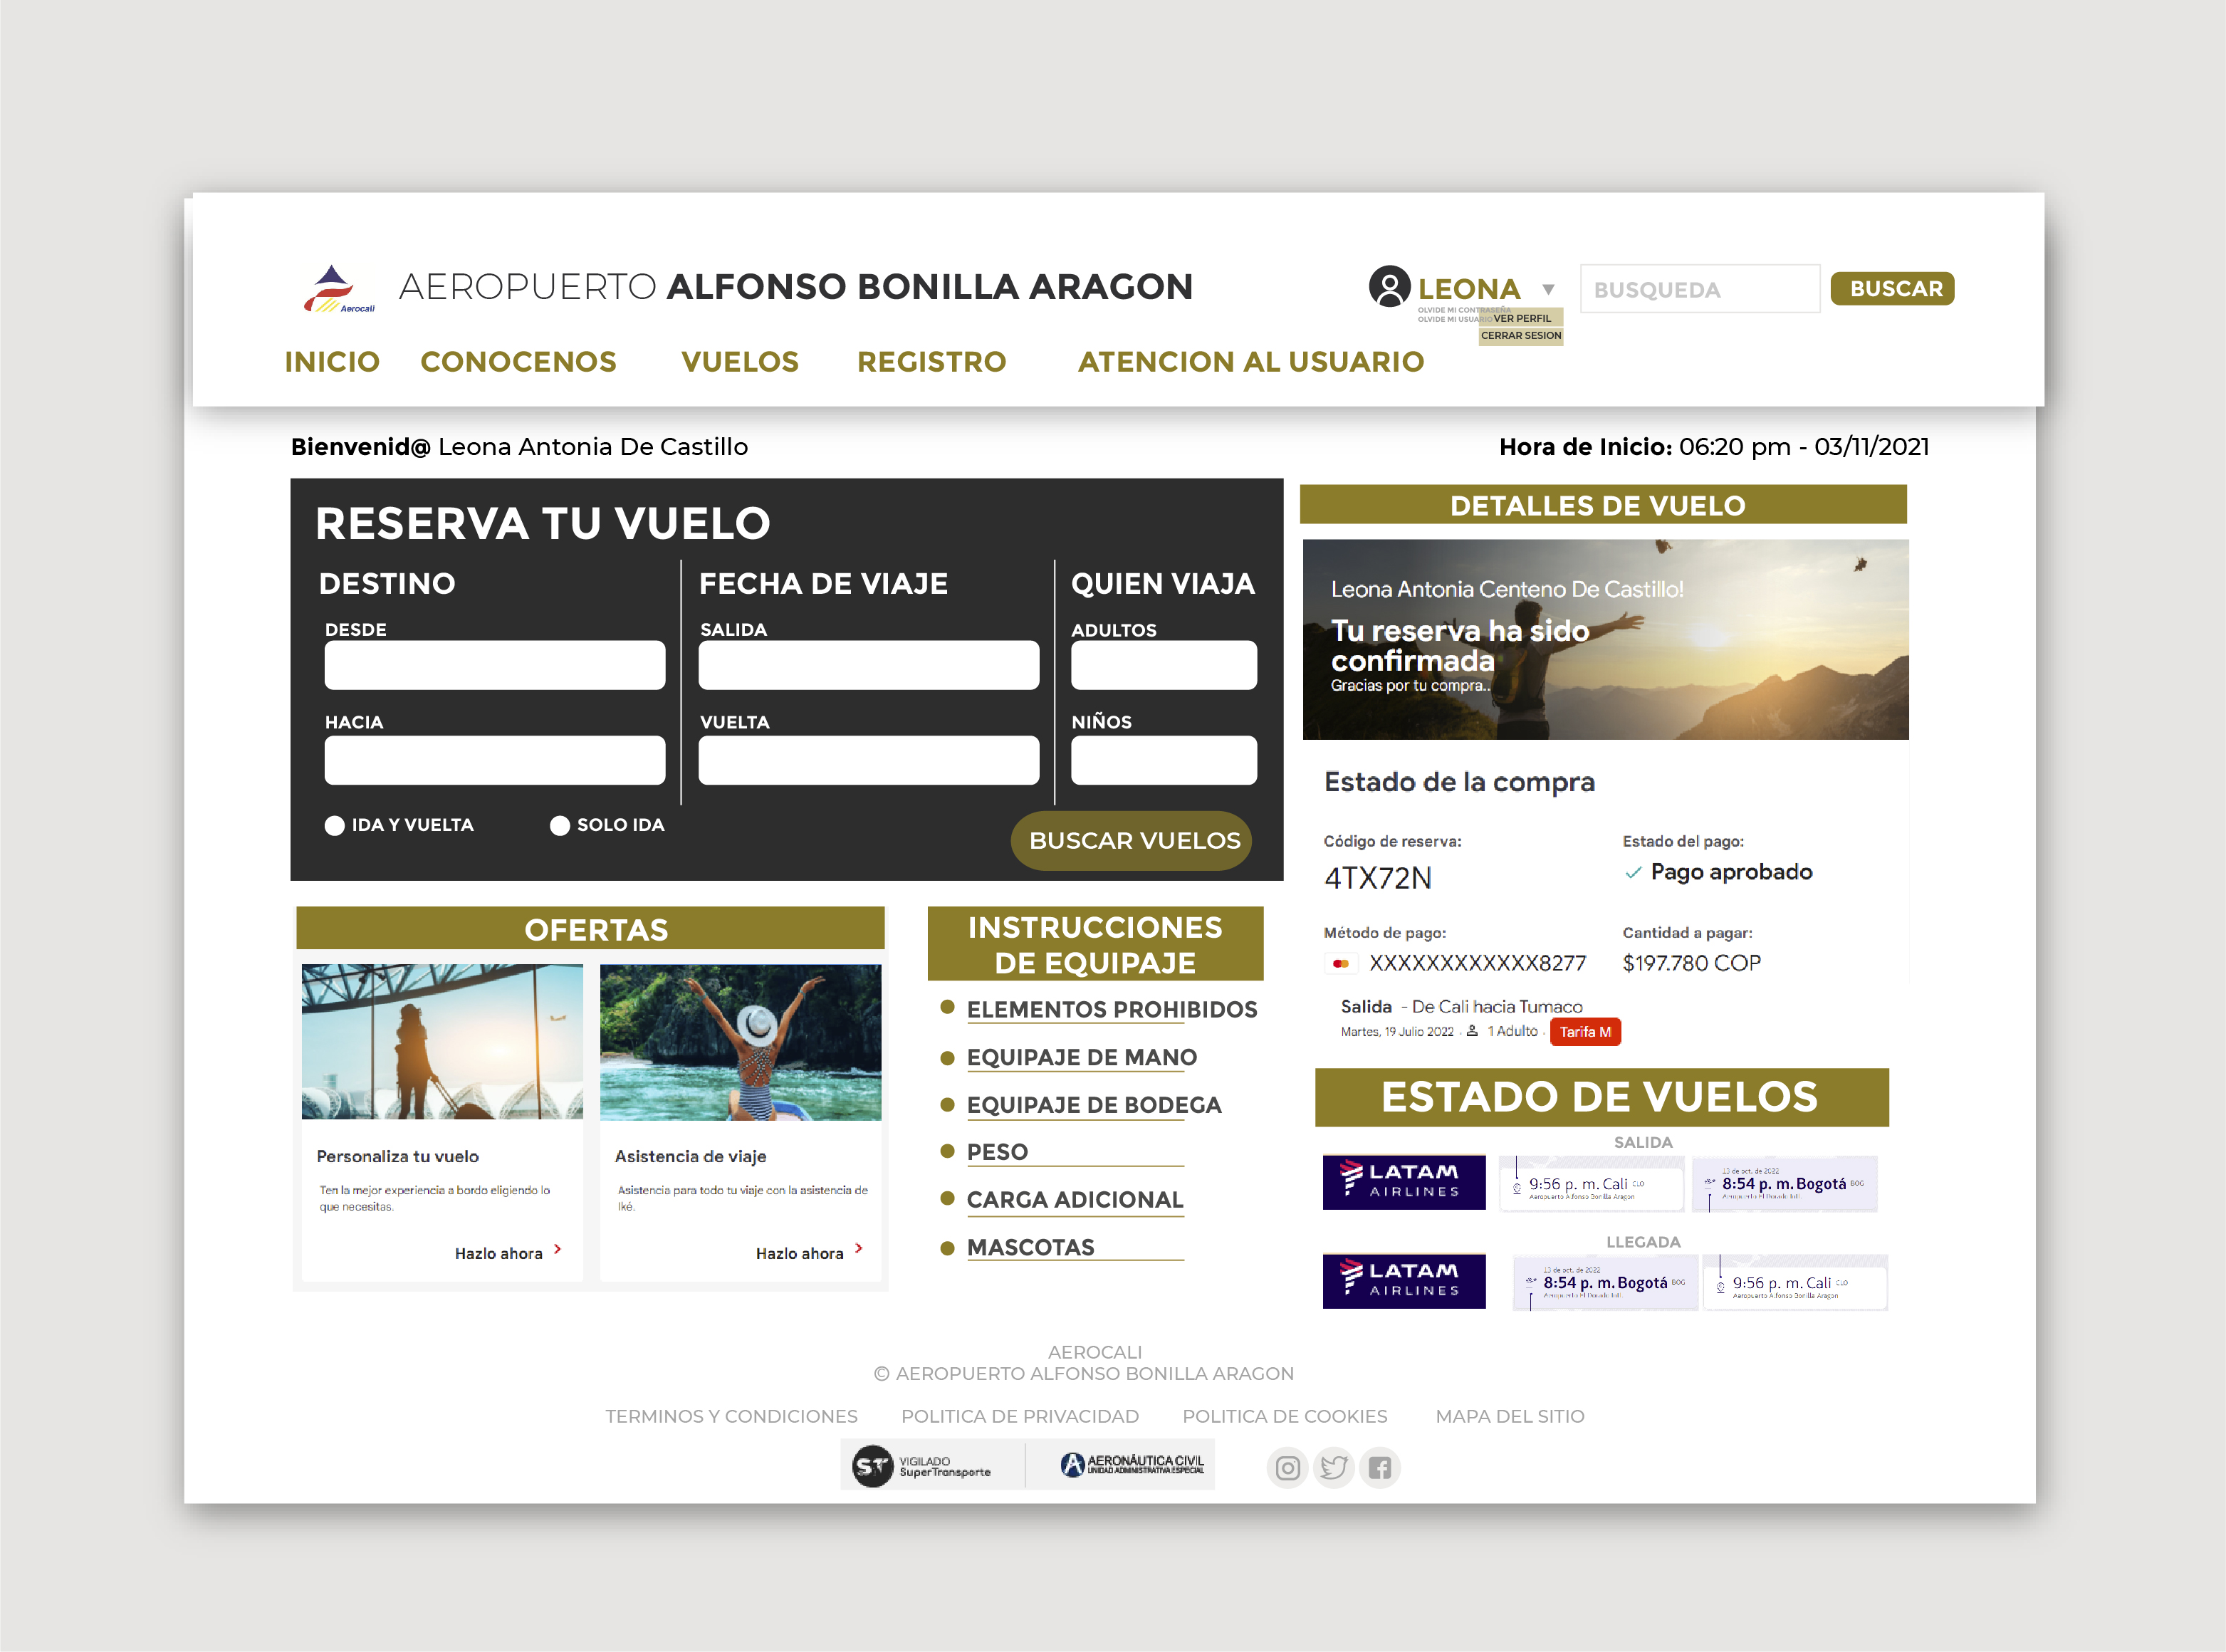 Aerocali
AEROPUERTO ALFONSO BONILLA ARAGON
LEONA
BUSQUEDA
BUSCAR
OLVIDE MI CONTRASEÑA
OLVIDE MI USUARIO
VER PERFIL
CERRAR SESION
INICIO CONOCENOS VUELOS REGISTRO ATENCION AL USUARIO
Bienvenid@ Leona Antonia De Castillo
Hora de Inicio: 06:20 pm - 03/11/2021
RESERVA TU VUELO
DESTINO
DESDE
HACIA
IDA Y VUELTA
SOLO IDA
FECHA DE VIAJE
SALIDA
VUELTA
QUIEN VIAJA
ADULTOS
NIÑOS
BUSCAR VUELOS
DETALLES DE VUELO
Leona Antonia Centeno De Castillo!
Tu reserva ha sido
confirmada
Gracias por tu compra..
Estado de la compra
Código de reserva:
4TX72N
Estado del pago:
Pago aprobado
Método de pago:
XXXXXXXXXXXX8277
Cantidad a pagar:
$197.780 COP
Salida - De Cali hacia Tumaco
Martes, 19 Julio 2022 · 1 Adulto · Tarifa M
OFERTAS
Personaliza tu vuelo
Ten la mejor experiencia a bordo eligiendo lo
que necesitas.
Hazlo ahora
Asistencia de viaje
Asistencia para todo tu viaje con la asistencia de
Iké.
Hazlo ahora
INSTRUCCIONES
DE EQUIPAJE
ELEMENTOS PROHIBIDOS
EQUIPAJE DE MANO
EQUIPAJE DE BODEGA
PESO
CARGA ADICIONAL
MASCOTAS
ESTADO DE VUELOS
SALIDA
LATAM
AIRLINES
9:56 p. m. Cali CLO
Aeropuerto Alfonso Bonilla Aragon
13 de oct. de 2022
8:54 p. m. Bogotá BOG
Aeropuerto El Dorado Intl.
LLEGADA
LATAM
AIRLINES
13 de oct. de 2022
8:54 p. m. Bogotá BOG
Aeropuerto El Dorado Intl.
9:56 p. m. Cali CLO
Aeropuerto Alfonso Bonilla Aragon
AEROCALI
© AEROPUERTO ALFONSO BONILLA ARAGON
TERMINOS Y CONDICIONES POLITICA DE PRIVACIDAD POLITICA DE COOKIES MAPA DEL SITIO
ST
VIGILADO
SuperTransporte
AERONÁUTICA CIVIL
UNIDAD ADMINISTRATIVA ESPECIAL